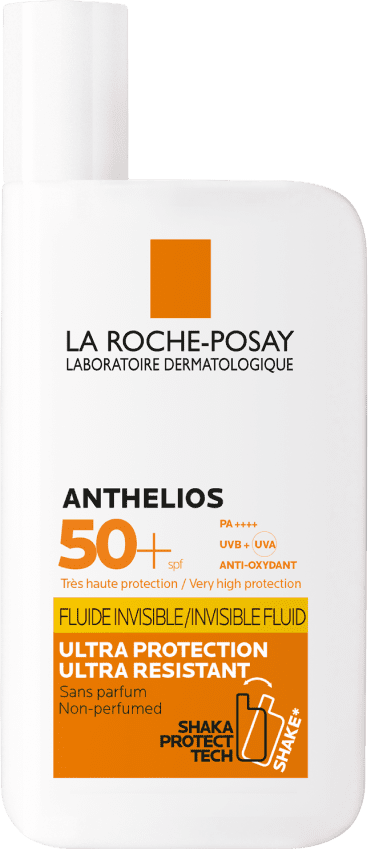 LA ROCHE-POSAY
LABORATOIRE DERMATOLOGIQUE
ANTHELIOS
50+ spf
PA ++++
UVB + UVA
ANTI-OXYDANT
Très haute protection / Very high protection
FLUIDE INVISIBLE/INVISIBLE FLUID
ULTRA PROTECTION
ULTRA RESISTANT
Sans parfum
Non-perfumed
SHAKA
PROTECT
TECH
SHAKE*